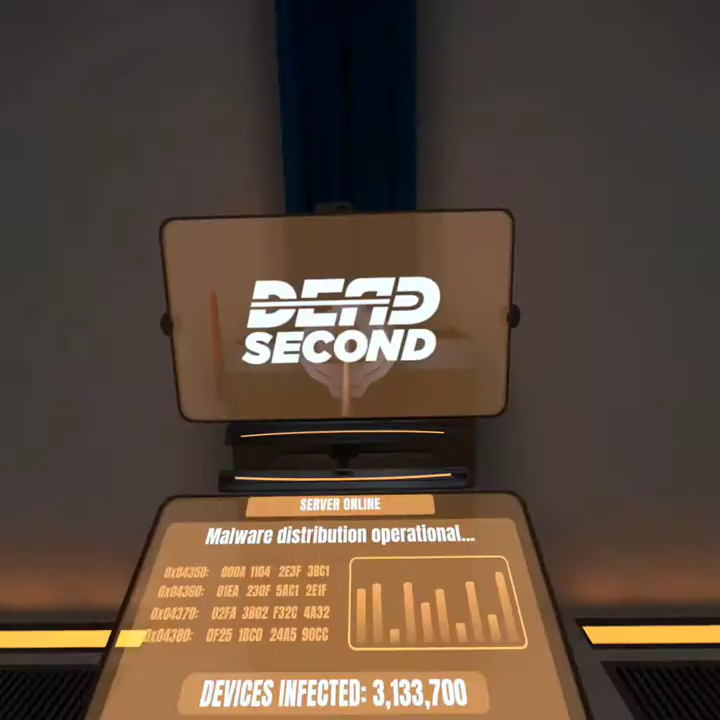 DEAD
SECOND
SERVER ONLINE
Malware distribution operational...
0x04350: 000A 1104 2E3F 38C1
0x04360: 01EA 230F 5AC1 2E1F
0x04370: 02FA 3B02 F32C 4A32
0x04380: 0F25 1BC0 24A5 90CC
DEVICES INFECTED: 3,133,700